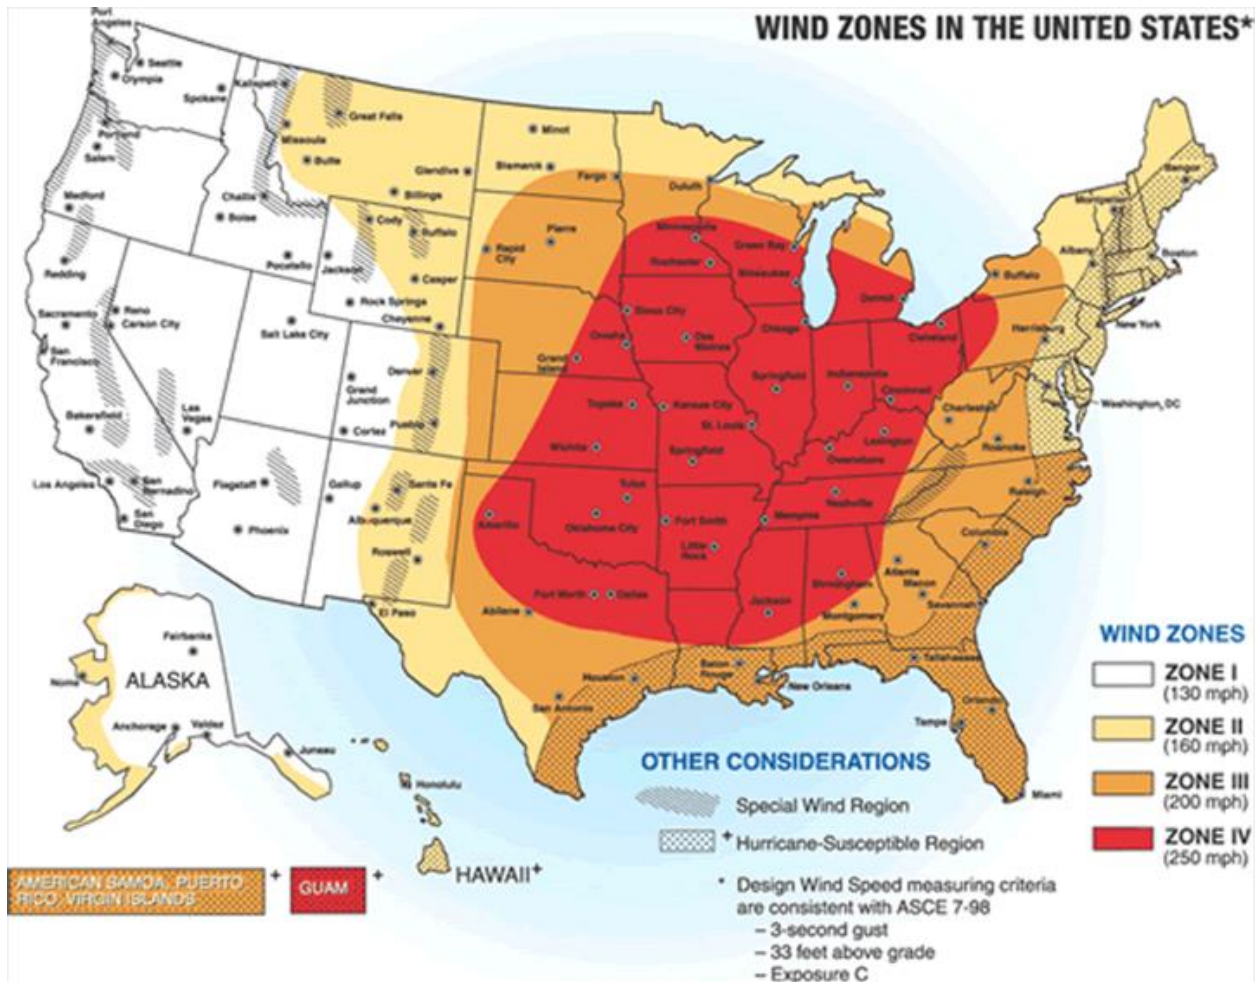 WIND ZONES IN THE UNITED STATES*
Port
Angeles
Seattle
Olympia
Spokane
Kalispell
Great Falls
Missoula
Butte
Glendive
Billings
Minot
Bismarck
Fargo
Duluth
Portland
Salem
Medford
Challis
Boise
Pocatello
Cody
Buffalo
Jackson
Casper
Rock Springs
Cheyenne
Rapid
City
Pierre
Minneapolis
Rochester
Green Bay
Milwaukee
Detroit
Buffalo
Albany
Montpelier
Bangor
Boston
New York
Harrisburg
Washington, DC
Redding
Sacramento
Reno
Carson City
San
Francisco
Salt Lake City
Grand
Junction
Denver
Pueblo
Cortez
Grand
Island
Sioux City
Omaha
Des
Moines
Chicago
Cleveland
Springfield
Indianapolis
Cincinnati
Charleston
Roanoke
Raleigh
Bakersfield
Las
Vegas
Los Angeles
San
Bernadino
San
Diego
Flagstaff
Phoenix
Gallup
Santa Fe
Albuquerque
Roswell
El Paso
Topeka
Kansas City
St. Louis
Wichita
Springfield
Lexington
Owensboro
Nashville
Tulsa
Amarillo
Oklahoma City
Fort Smith
Memphis
Little
Rock
Columbia
Atlanta
Macon
Savannah
Birmingham
Montgomery
Abilene
Fort Worth
Dallas
Jackson
Houston
San Antonio
Baton
Rouge
New Orleans
Tallahassee
Orlando
Tampa
Miami
Fairbanks
Nome
ALASKA
Anchorage
Valdez
Juneau
Honolulu
HAWAII+
AMERICAN SAMOA, PUERTO
RICO, VIRGIN ISLANDS
+
GUAM
+
OTHER CONSIDERATIONS
Special Wind Region
+ Hurricane-Susceptible Region
* Design Wind Speed measuring criteria
are consistent with ASCE 7-98
– 3-second gust
– 33 feet above grade
– Exposure C
WIND ZONES
ZONE I
(130 mph)
ZONE II
(160 mph)
ZONE III
(200 mph)
ZONE IV
(250 mph)